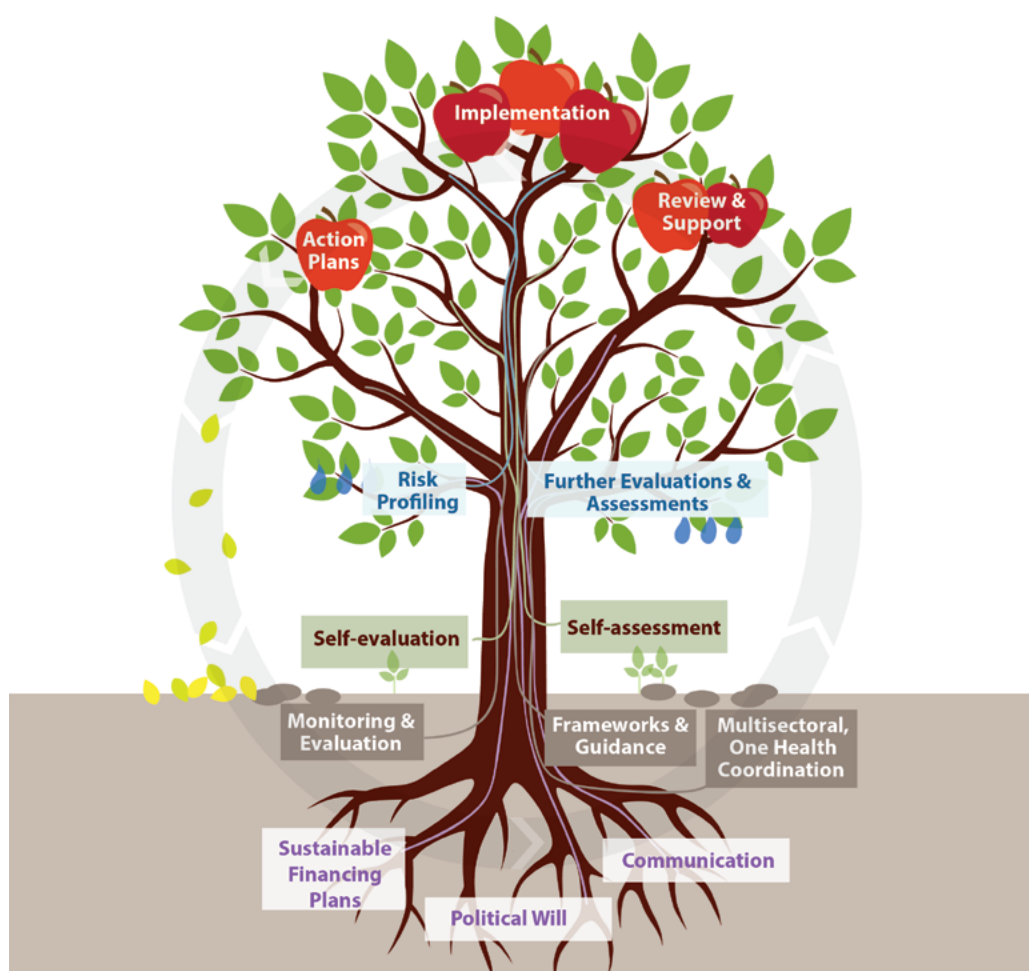 Implementation
Review &
Support
Action
Plans
Risk
Profiling
Further Evaluations &
Assessments
Self-evaluation
Self-assessment
Monitoring &
Evaluation
Frameworks &
Guidance
Multisectoral,
One Health
Coordination
Sustainable
Financing
Plans
Communication
Political Will